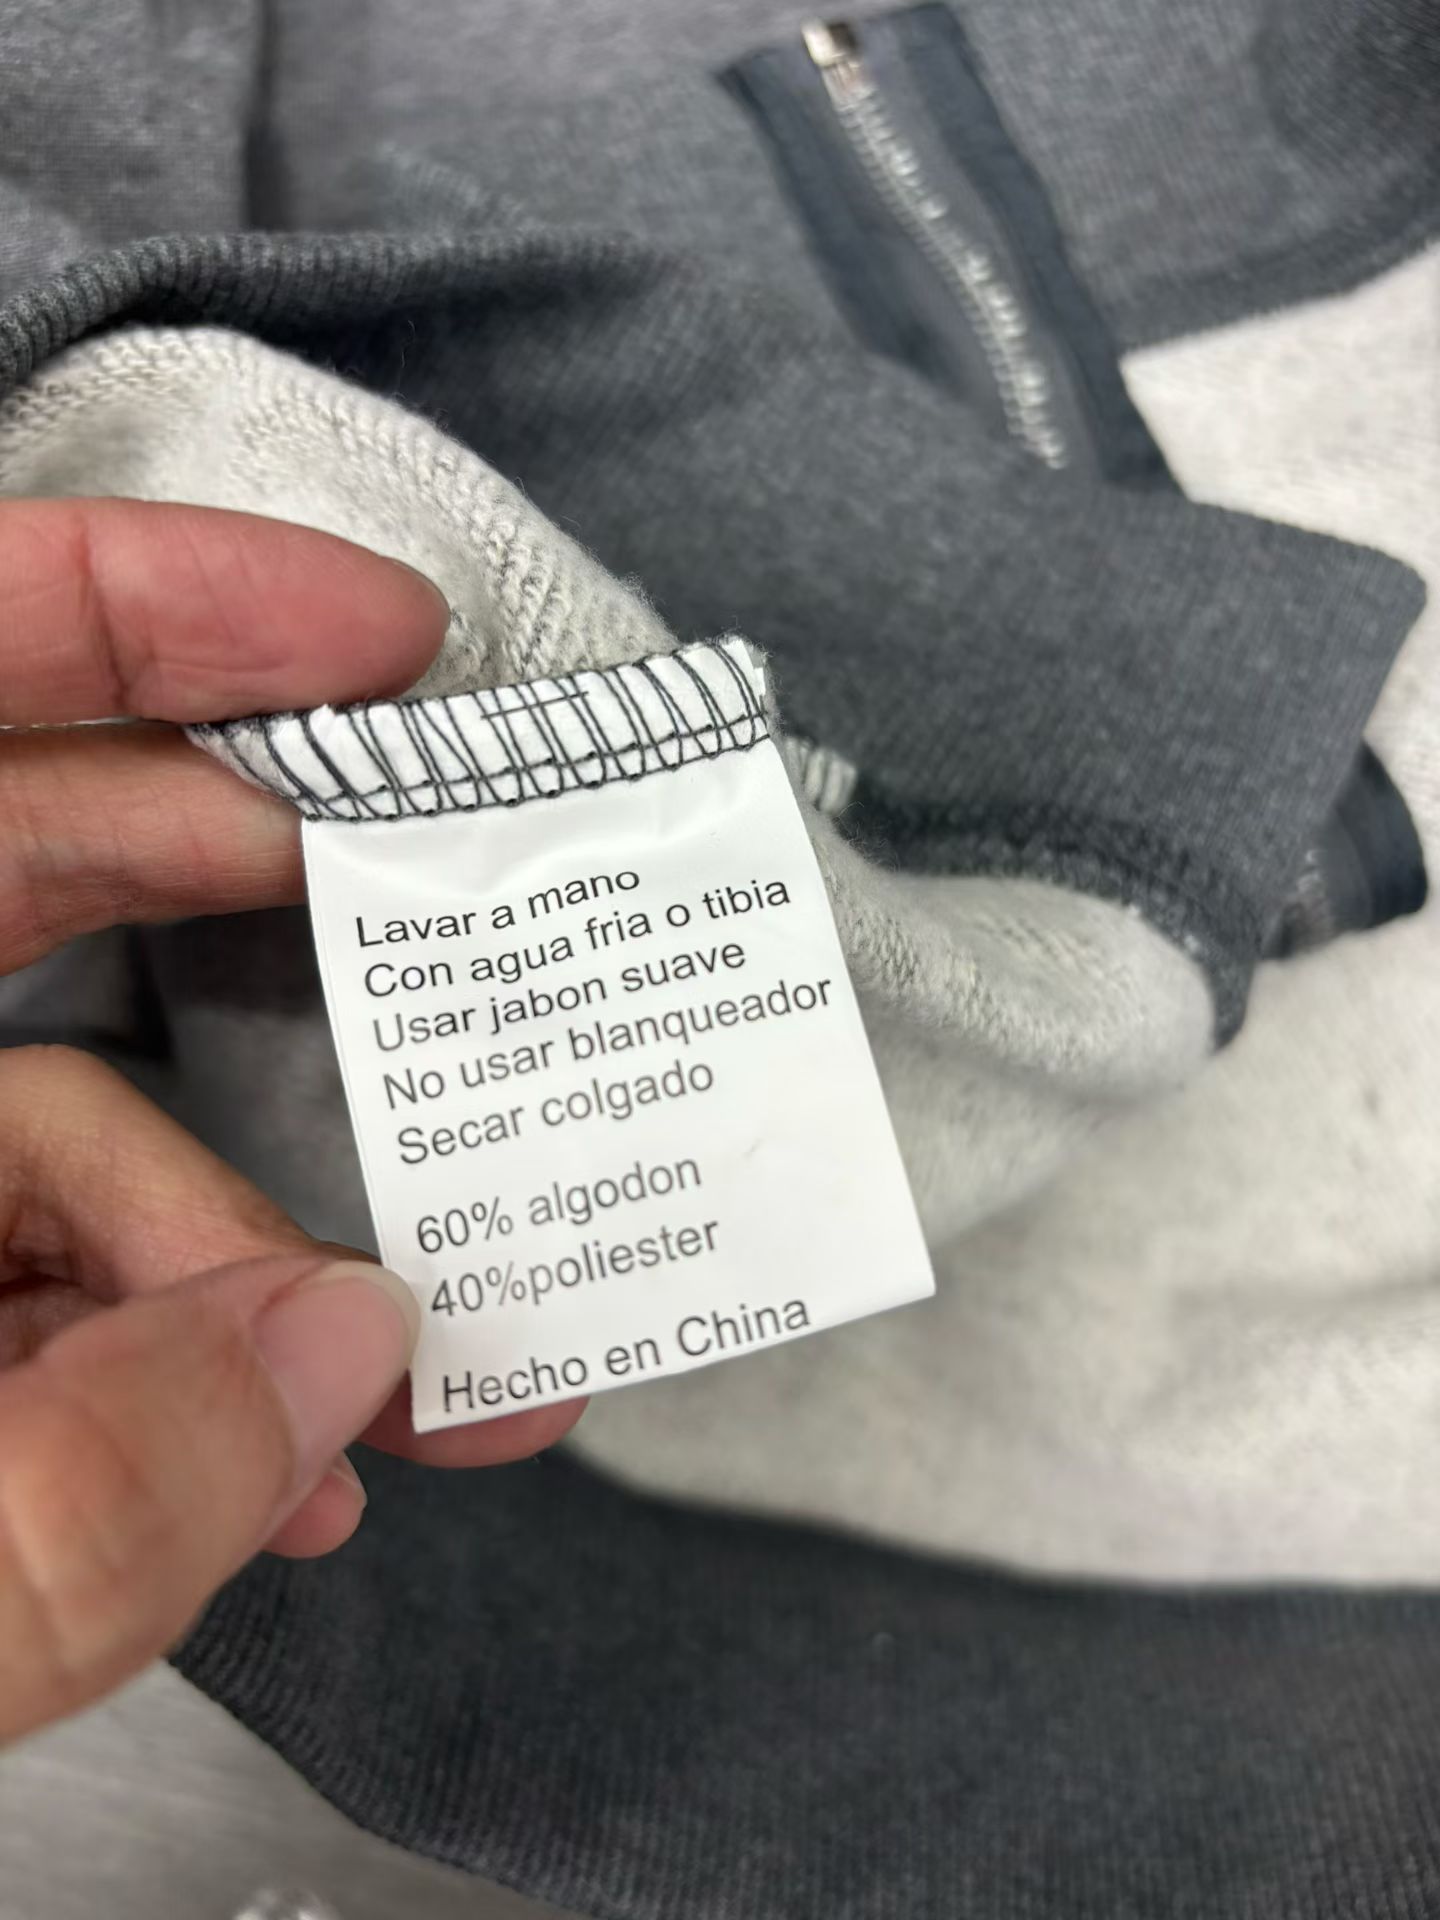 Lavar a mano
Con agua fria o tibia
Usar jabon suave
No usar blanqueador
Secar colgado
60% algodon
40%poliester
Hecho en China